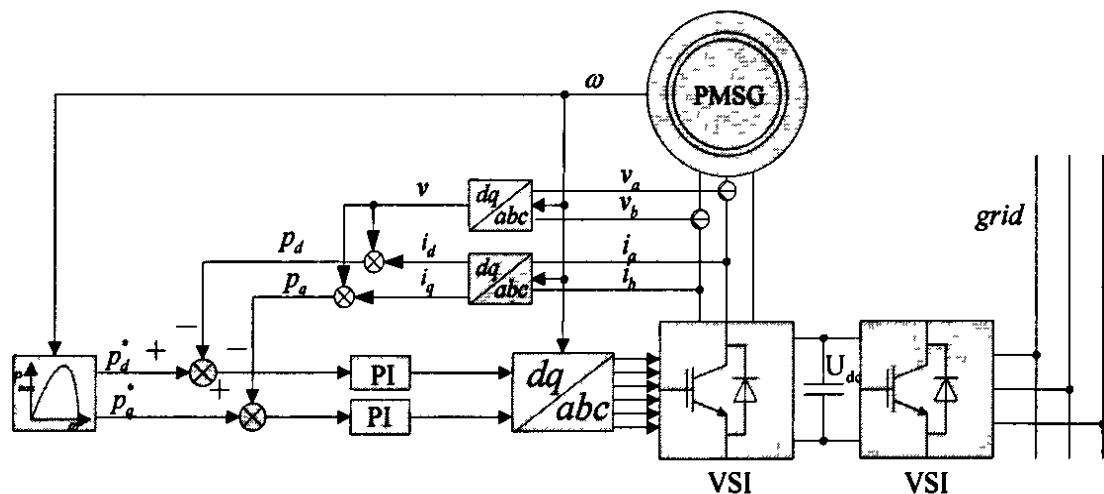 PMSG
ω
v
dq
abc
v_a
v_b
grid
p_d
i_d
dq
abc
i_a
p_q
i_q
i_b
p_d^*
+
−
−
+
PI
dq
abc
U_dc
p_q^*
PI
VSI
VSI